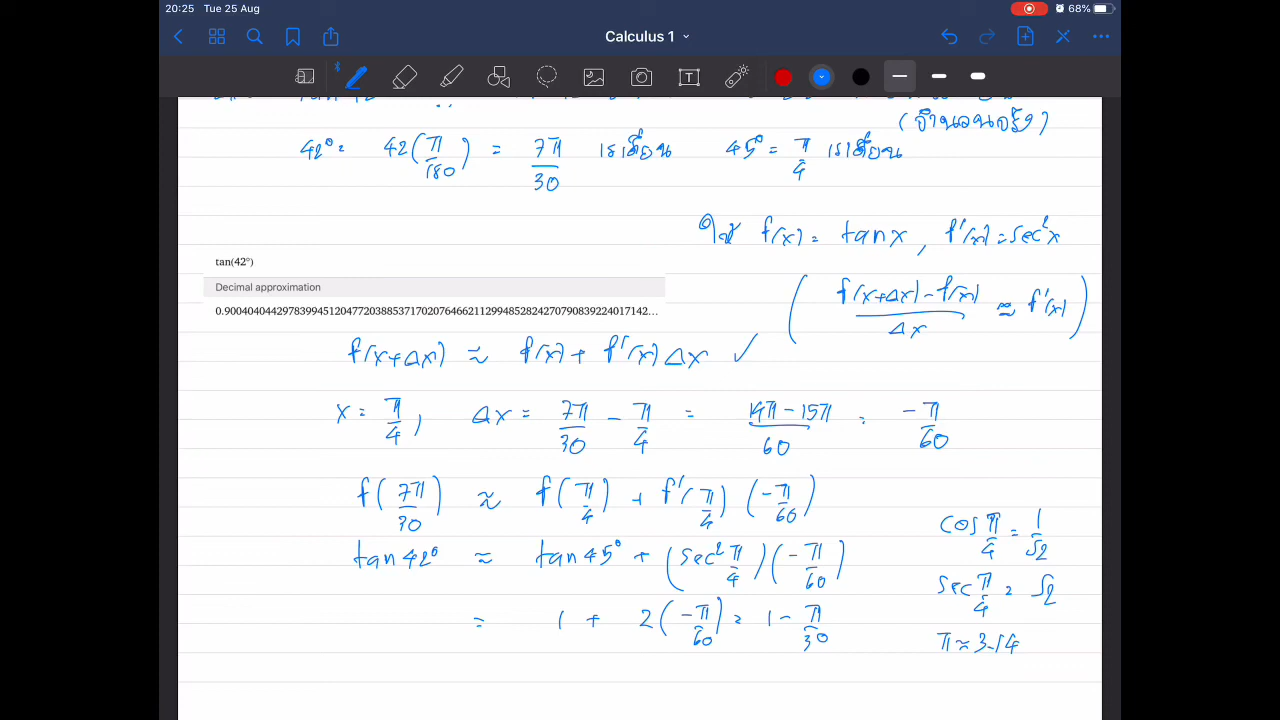 20:25 Tue 25 Aug 68%
Calculus 1
(จำนวนจริง)
42° = 42(π/180) = 7π/30 เรเดียน 45° = π/4 เรเดียน
ให้ f(x) = tan x, f'(x) = sec²x
tan(42°)
Decimal approximation
(f(x+Δx) - f(x)/Δx ≈ f'(x))
0.9004040442978399451204772038853717020764662112994852824270790839224017142...
f(x+Δx) ≈ f(x) + f'(x) Δx ✓
x = π/4, Δx = 7π/30 - π/4 = 14π - 15π/60 = -π/60
f(7π/30) ≈ f(π/4) + f'(π/4) (-π/60)
cos π/4 = 1/√2
tan 42° ≈ tan 45° + (sec² π/4)(-π/60)
sec π/4 = √2
= 1 + 2(-π/60) = 1 - π/30
π ≈ 3.14